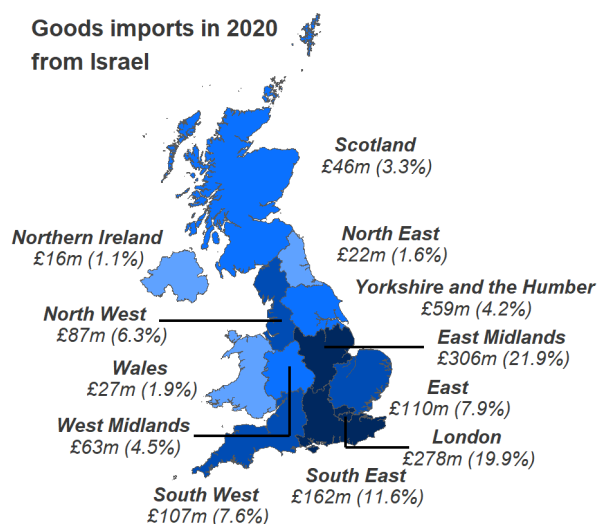 Goods imports in 2020
from Israel
Scotland
£46m (3.3%)
Northern Ireland
£16m (1.1%)
North East
£22m (1.6%)
Yorkshire and the Humber
£59m (4.2%)
North West
£87m (6.3%)
East Midlands
£306m (21.9%)
Wales
£27m (1.9%)
East
£110m (7.9%)
West Midlands
£63m (4.5%)
London
£278m (19.9%)
South East
£162m (11.6%)
South West
£107m (7.6%)